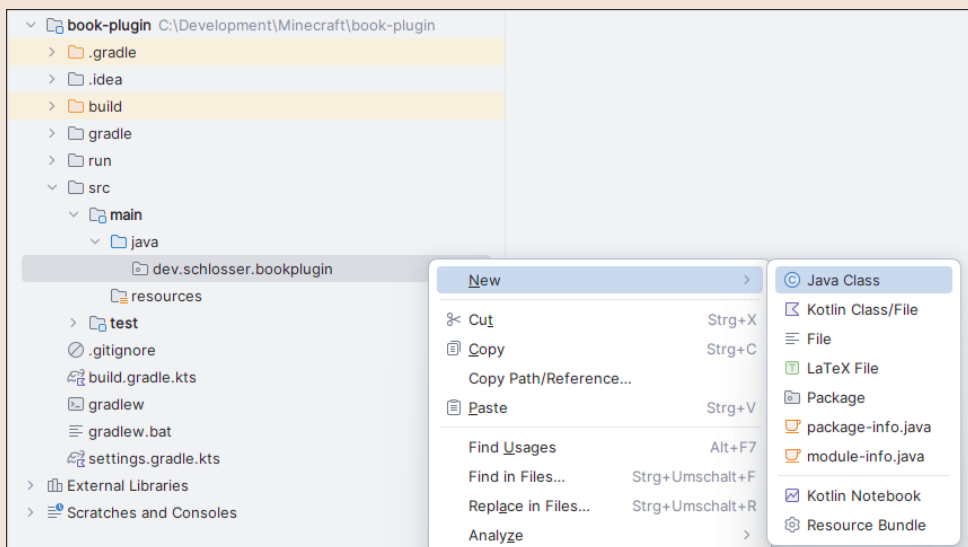 book-plugin C:\Development\Minecraft\book-plugin
.gradle
.idea
build
gradle
run
src
main
java
dev.schlosser.bookplugin
resources
test
.gitignore
build.gradle.kts
gradlew
gradlew.bat
settings.gradle.kts
External Libraries
Scratches and Consoles
New
Cut Strg+X
Copy Strg+C
Copy Path/Reference...
Paste Strg+V
Find Usages Alt+F7
Find in Files... Strg+Umschalt+F
Replace in Files... Strg+Umschalt+R
Analyze
Java Class
Kotlin Class/File
File
LaTeX File
Package
package-info.java
module-info.java
Kotlin Notebook
Resource Bundle